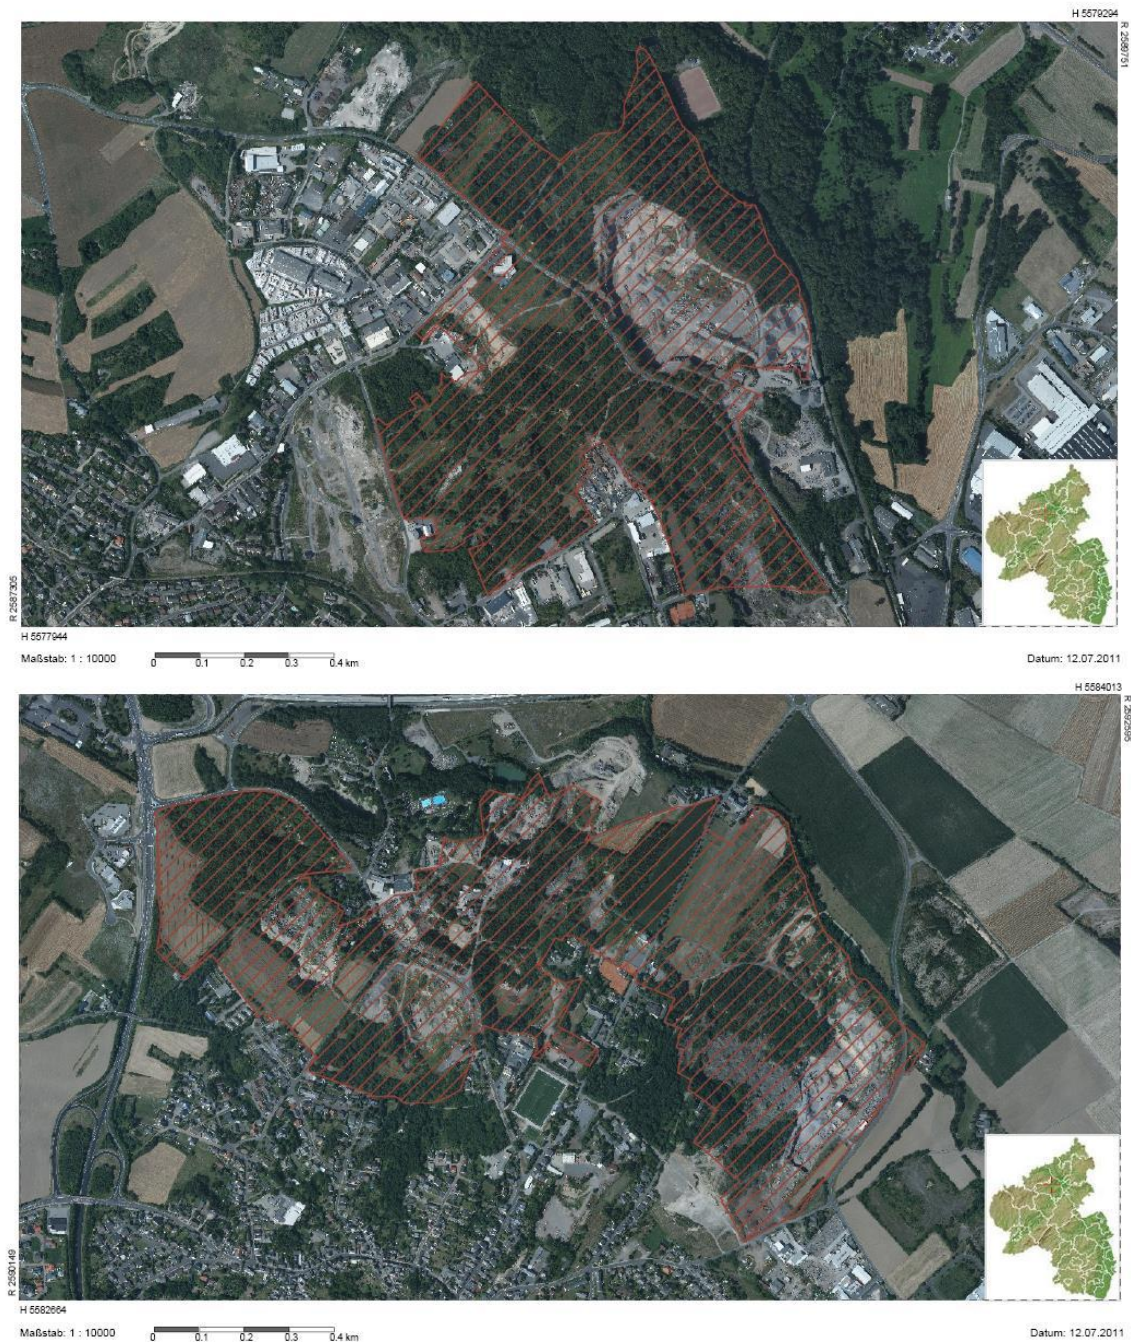 H 5579294
R 2589751
R 2587305
H 5577944
Maßstab: 1 : 10000
0 0.1 0.2 0.3 0.4 km
Datum: 12.07.2011
H 5584013
R 2592595
R 2590149
H 5582664
Maßstab: 1 : 10000
0 0.1 0.2 0.3 0.4 km
Datum: 12.07.2011